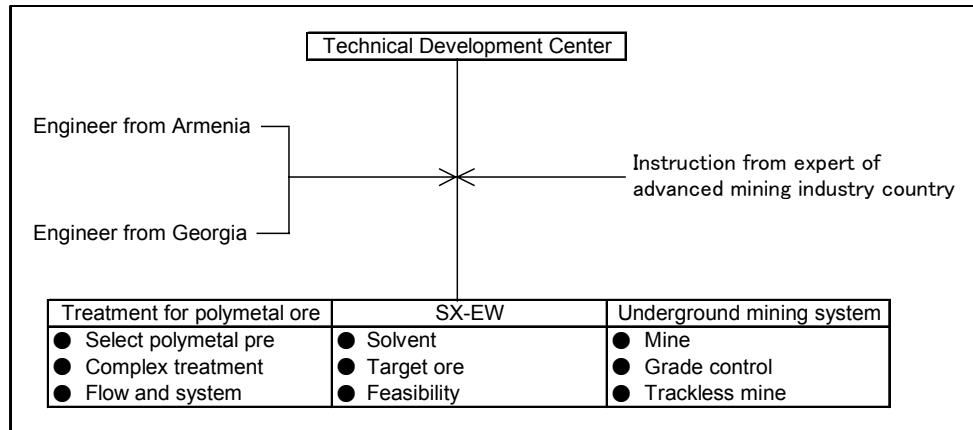 Technical Development Center
Engineer from Armenia
Instruction from expert of
advanced mining industry country
Engineer from Georgia
Treatment for polymetal ore SX-EW Underground mining system
● Select polymetal pre ● Solvent ● Mine
● Complex treatment ● Target ore ● Grade control
● Flow and system ● Feasibility ● Trackless mine